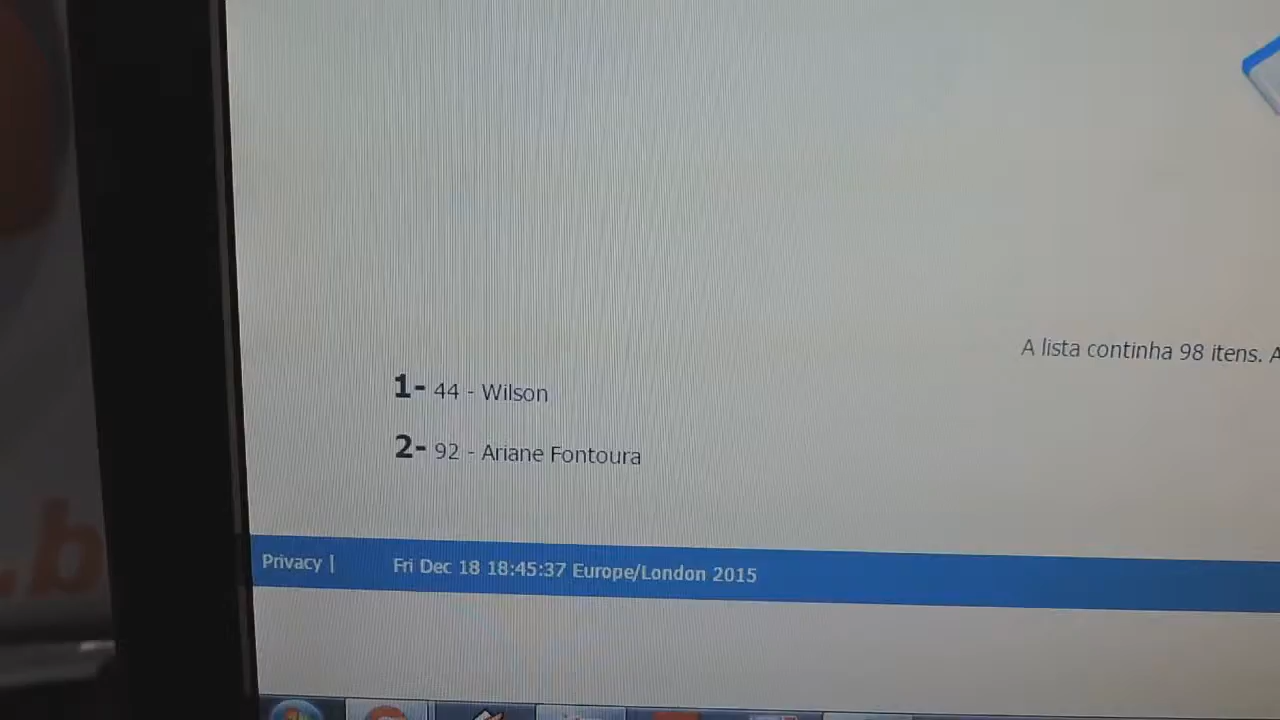 A lista continha 98 itens.
1- 44 - Wilson
2- 92 - Ariane Fontoura
Privacy |
Fri Dec 18 18:45:37 Europe/London 2015
.b